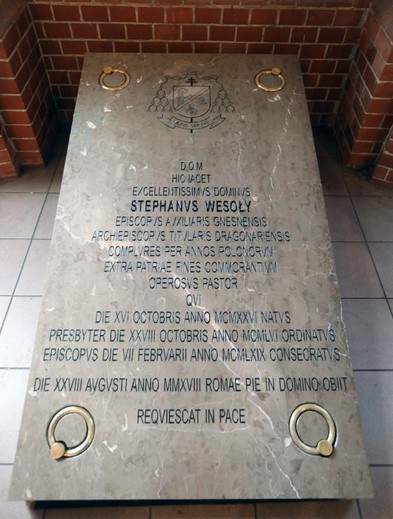 D.O.M.
HIC IACET
EXCELLENTISSIMVS DOMINVS
STEPHANVS WESOŁY
EPISCOPVS AVXILIARIS GNESNENSIS
ARCHIEPISCOPVS TITVLARIS DRAGONARIENSIS
COMPLVRES PER ANNOS POLONORVM
EXTRA PATRIAE FINES COMMORANTIVM
OPEROSVS PASTOR
QVI
DIE XVI OCTOBRIS ANNO MCMXXVI NATVS
PRESBYTER DIE XXVIII OCTOBRIS ANNO MCMLVI ORDINATVS
EPISCOPVS DIE VII FEBRVARII ANNO MCMLXIX CONSECRATVS
DIE XXVIII AVGVSTI ANNO MMXVIII ROMAE PIE IN DOMINO OBIIT
REQVIESCAT IN PACE